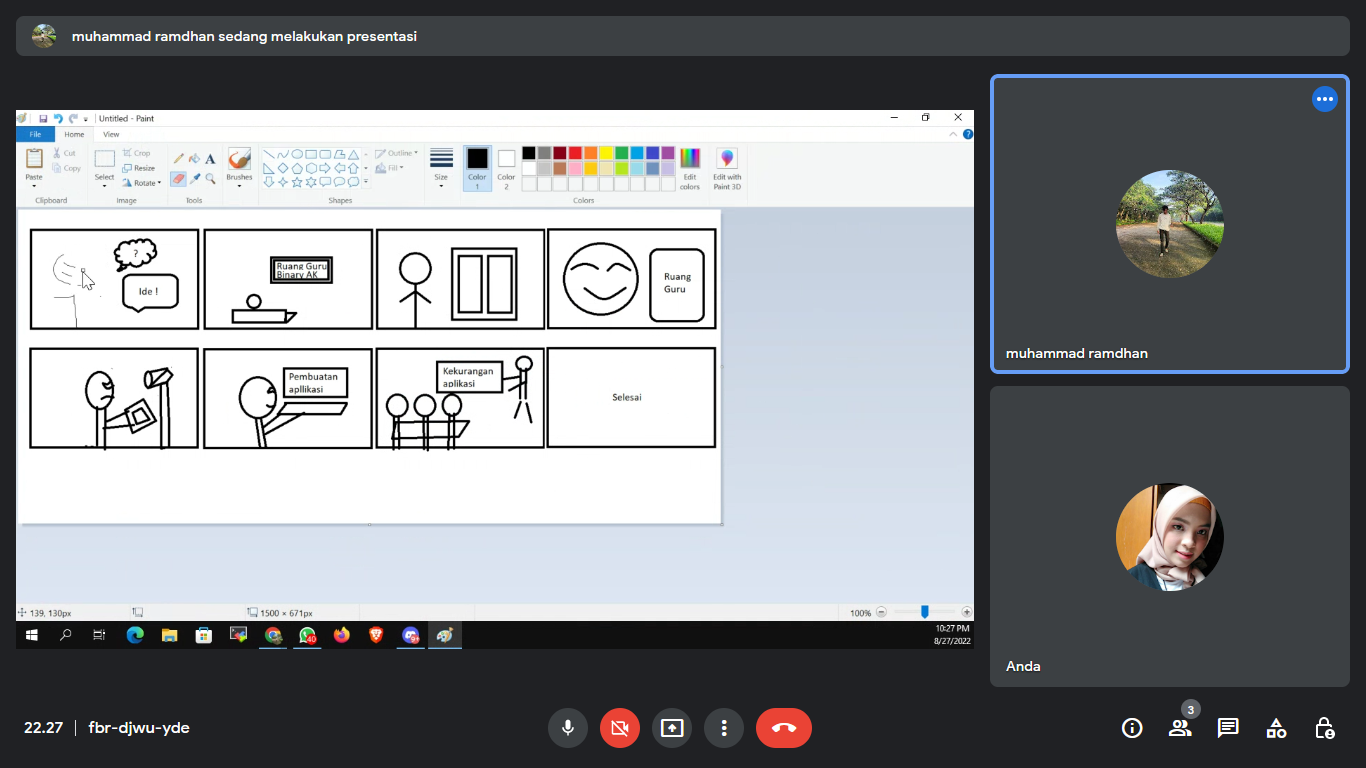 muhammad ramdhan sedang melakukan presentasi
Untitled - Paint
File Home View
Paste
Cut
Copy
Clipboard
Select
Crop
Resize
Rotate
Image
A
Tools
Brushes
Outline
Fill
Shapes
Size
Color
1
Color
2
Edit
colors
Edit with
Paint 3D
Colors
?
Ide !
Ruang Guru
Binary AK
Ruang
Guru
Pembuatan
apllikasi
Kekurangan
aplikasi
Selesai
139, 130px
1500 × 671px
100%
40
10:27 PM
8/27/2022
muhammad ramdhan
Anda
22.27 | fbr-djwu-yde
3